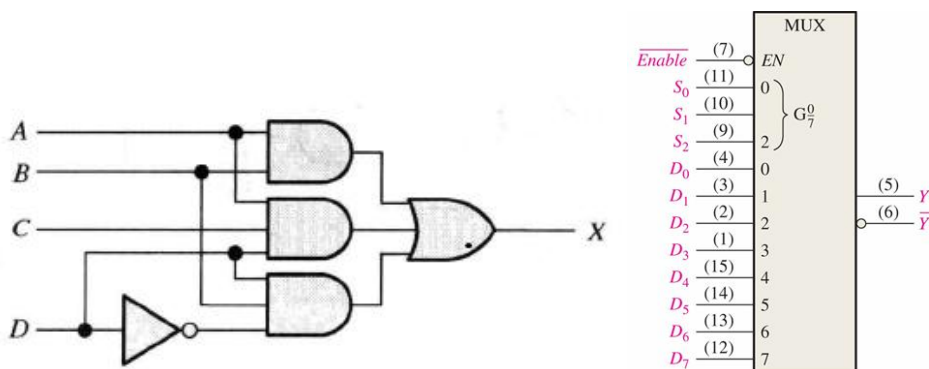 A
B
C
D
X
MUX
Enable (7) EN
S0 (11) 0
S1 (10) G 0/7
S2 (9) 2
D0 (4) 0
D1 (3) 1 (5) Y
D2 (2) 2 (6) Y̅
D3 (1) 3
D4 (15) 4
D5 (14) 5
D6 (13) 6
D7 (12) 7